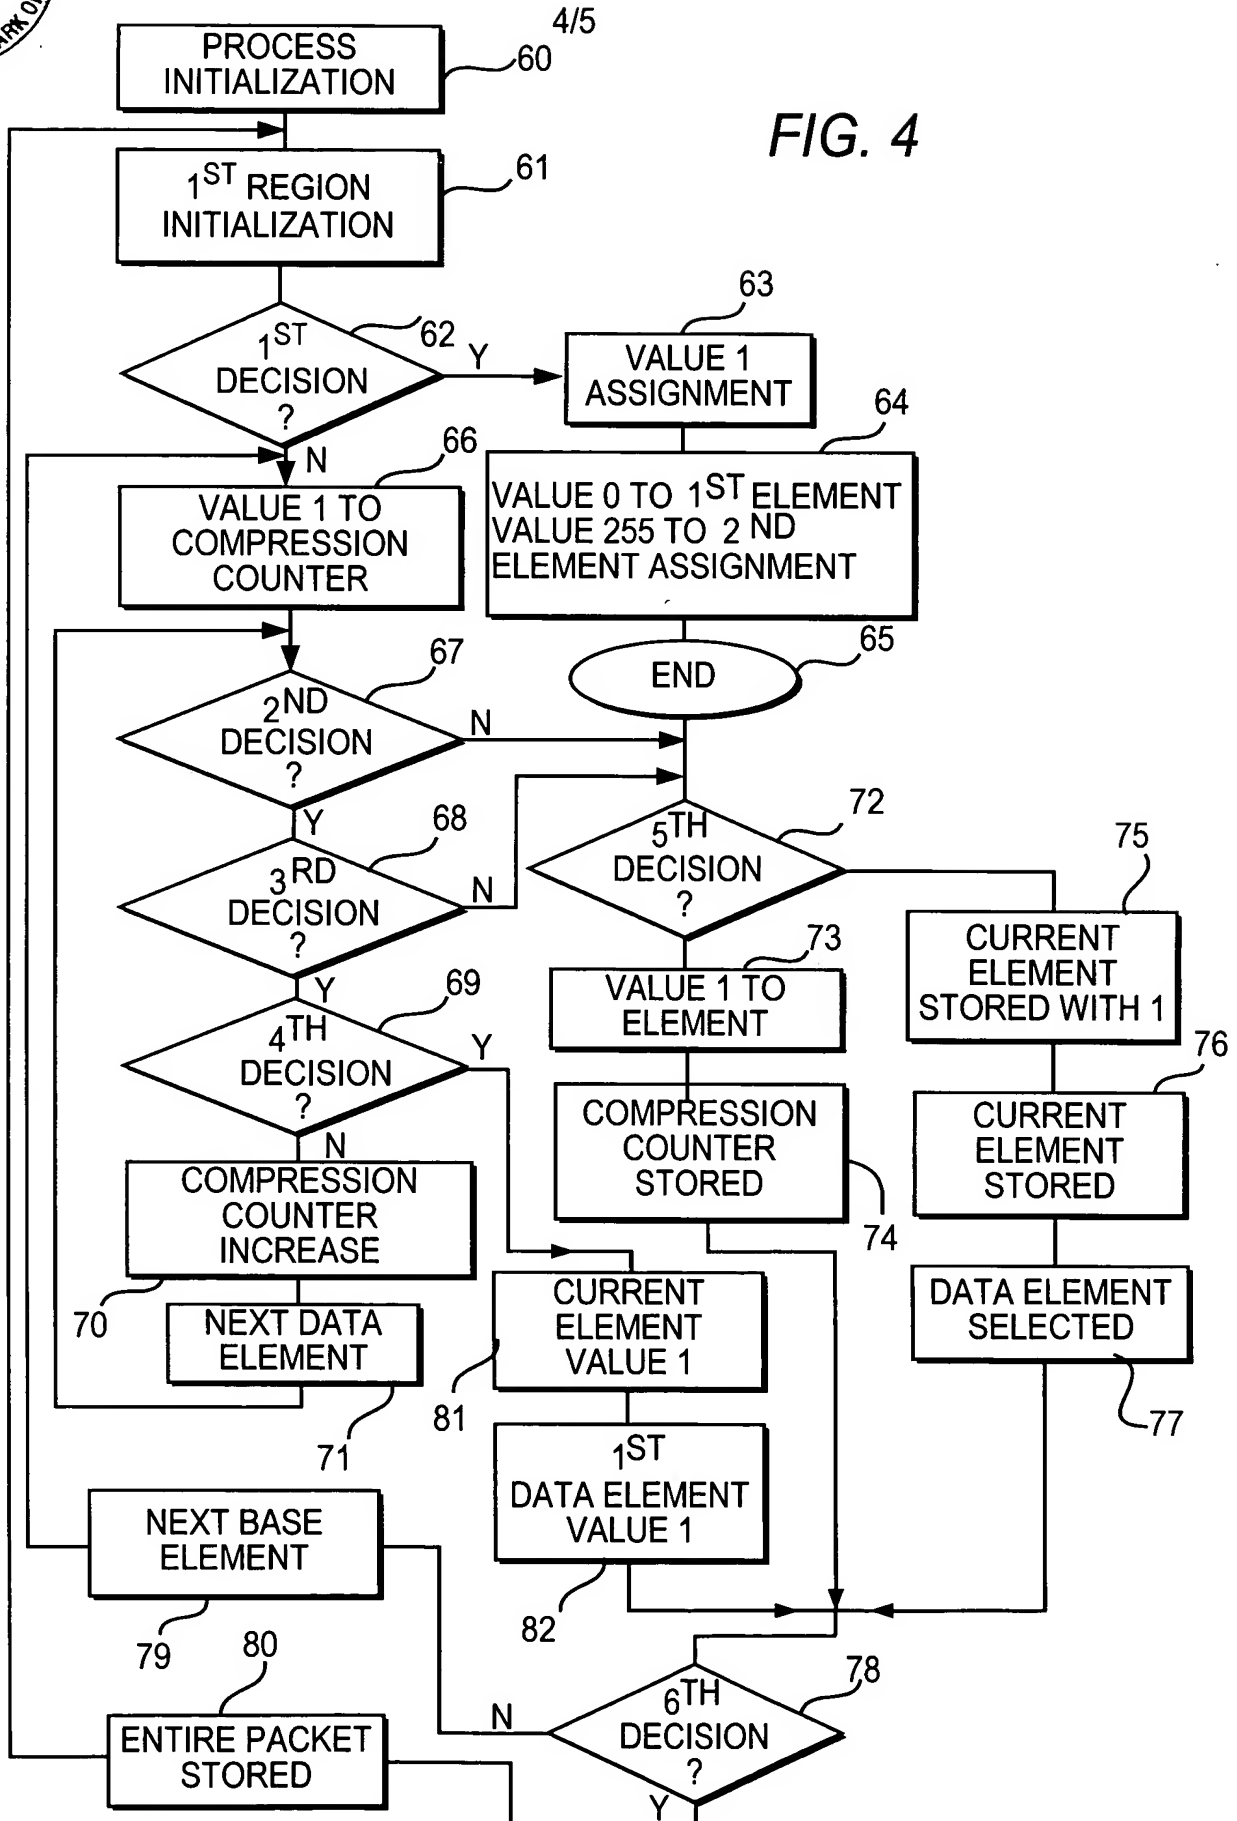 ARK O
4/5
FIG. 4
PROCESS
INITIALIZATION
60
1ST REGION
INITIALIZATION
61
1ST
DECISION
?
62
Y
N
63
VALUE 1
ASSIGNMENT
64
VALUE 0 TO 1ST ELEMENT
VALUE 255 TO 2ND
ELEMENT ASSIGNMENT
65
END
66
VALUE 1 TO
COMPRESSION
COUNTER
67
2ND
DECISION
?
N
Y
68
3RD
DECISION
?
N
Y
69
4TH
DECISION
?
Y
N
COMPRESSION
COUNTER
INCREASE
70
NEXT DATA
ELEMENT
71
72
5TH
DECISION
?
73
VALUE 1 TO
ELEMENT
COMPRESSION
COUNTER
STORED
74
75
CURRENT
ELEMENT
STORED WITH 1
76
CURRENT
ELEMENT
STORED
DATA ELEMENT
SELECTED
77
CURRENT
ELEMENT
VALUE 1
81
1ST
DATA ELEMENT
VALUE 1
82
NEXT BASE
ELEMENT
79
78
6TH
DECISION
?
N
Y
80
ENTIRE PACKET
STORED